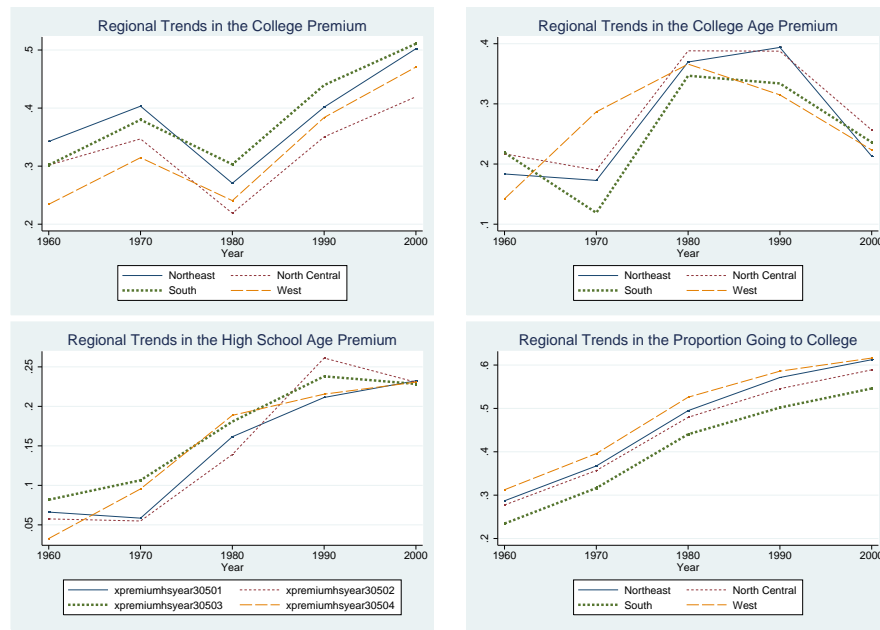 Regional Trends in the College Premium
.5
.4
.3
.2
1960 1970 1980 1990 2000
Year
Northeast North Central
South West
Regional Trends in the College Age Premium
.4
.3
.2
.1
1960 1970 1980 1990 2000
Year
Northeast North Central
South West
Regional Trends in the High School Age Premium
.25
.2
.15
.1
.05
1960 1970 1980 1990 2000
Year
xpremiumhsyear30501 xpremiumhsyear30502
xpremiumhsyear30503 xpremiumhsyear30504
Regional Trends in the Proportion Going to College
.6
.5
.4
.3
.2
1960 1970 1980 1990 2000
Year
Northeast North Central
South West